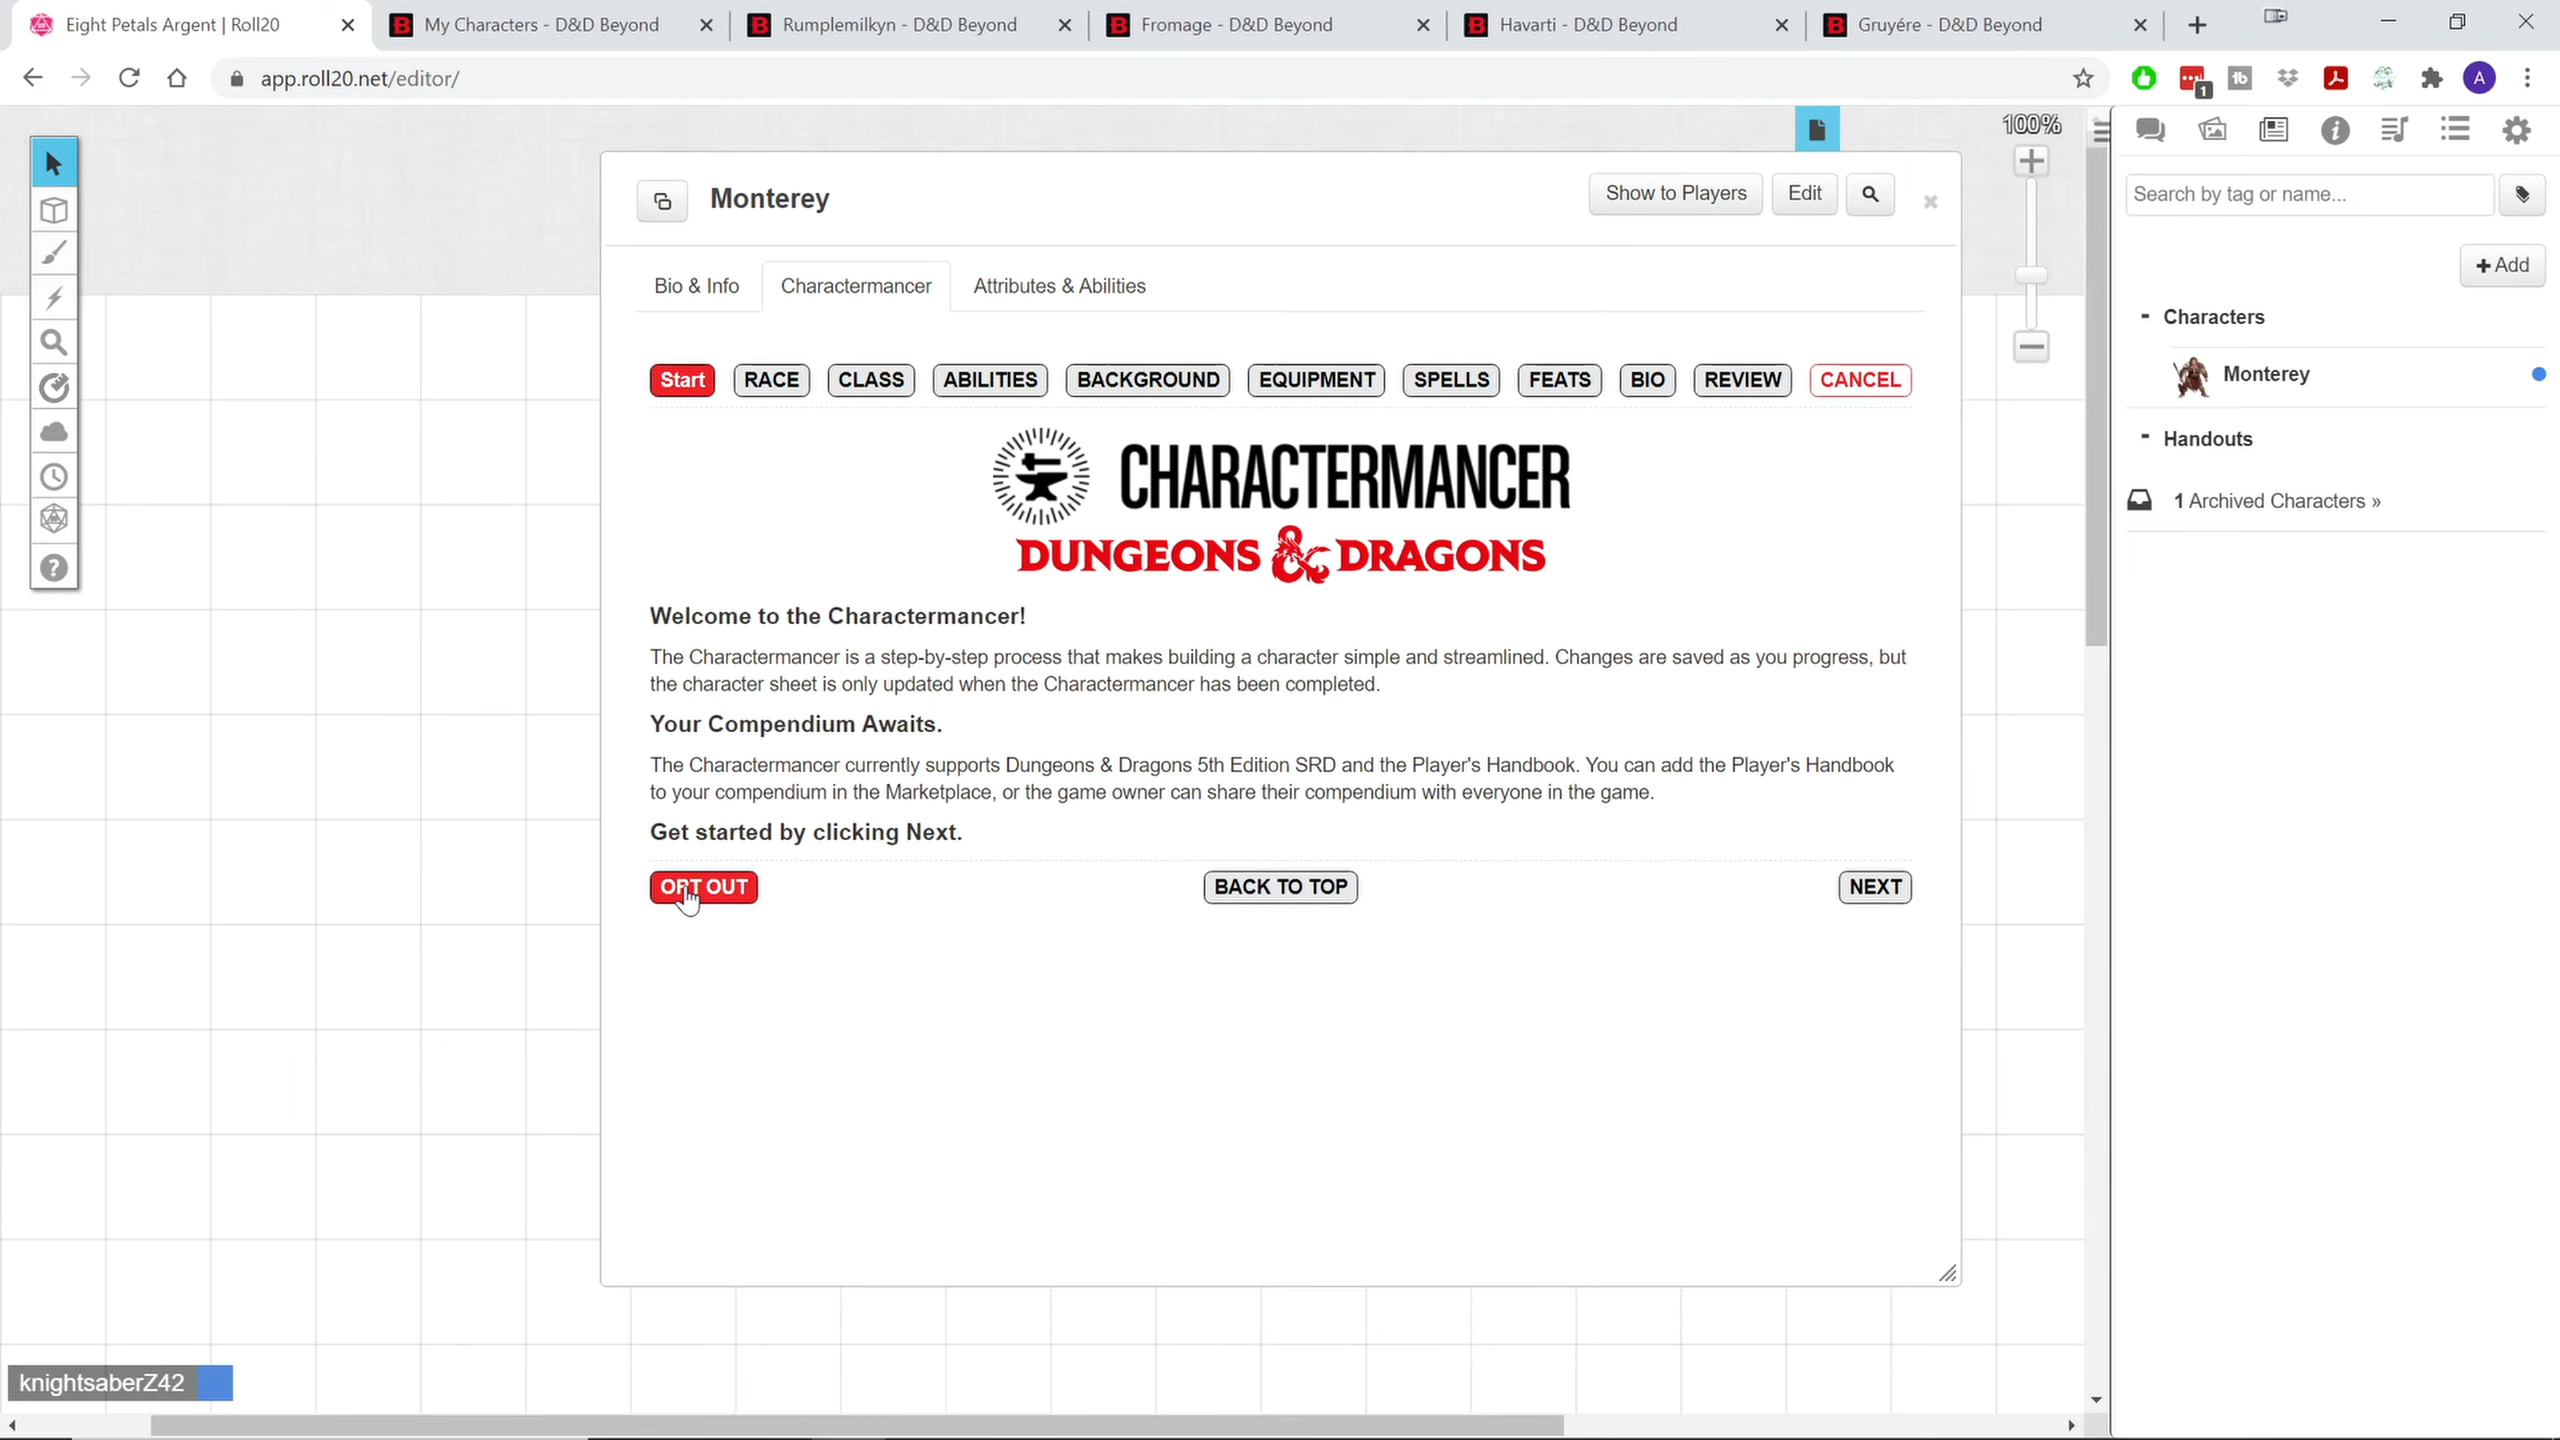 Eight Petals Argent | Roll20
My Characters - D&D Beyond
Rumplemilkyn - D&D Beyond
Fromage - D&D Beyond
Havarti - D&D Beyond
Gruyére - D&D Beyond
app.roll20.net/editor/
1
A
100%
Monterey
Show to Players
Edit
Search by tag or name...
Add
Bio & Info
Charactermancer
Attributes & Abilities
Characters
Monterey
Start
RACE
CLASS
ABILITIES
BACKGROUND
EQUIPMENT
SPELLS
FEATS
BIO
REVIEW
CANCEL
Handouts
1 Archived Characters »
CHARACTERMANCER
DUNGEONS & DRAGONS
Welcome to the Charactermancer!
The Charactermancer is a step-by-step process that makes building a character simple and streamlined. Changes are saved as you progress, but
the character sheet is only updated when the Charactermancer has been completed.
Your Compendium Awaits.
The Charactermancer currently supports Dungeons & Dragons 5th Edition SRD and the Player's Handbook. You can add the Player's Handbook
to your compendium in the Marketplace, or the game owner can share their compendium with everyone in the game.
Get started by clicking Next.
OPT OUT
BACK TO TOP
NEXT
knightsaberZ42